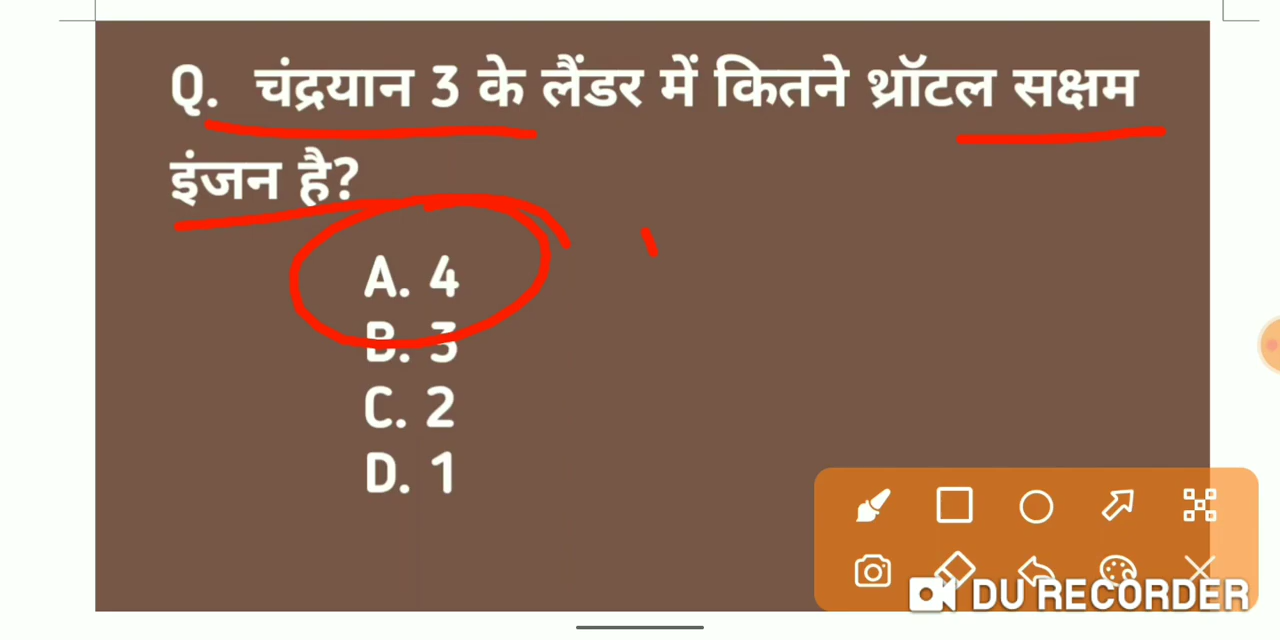 Q. चंद्रयान 3 के लैंडर में कितने थ्रॉटल सक्षम
इंजन है?
A. 4
B. 3
C. 2
D. 1
DU RECORDER